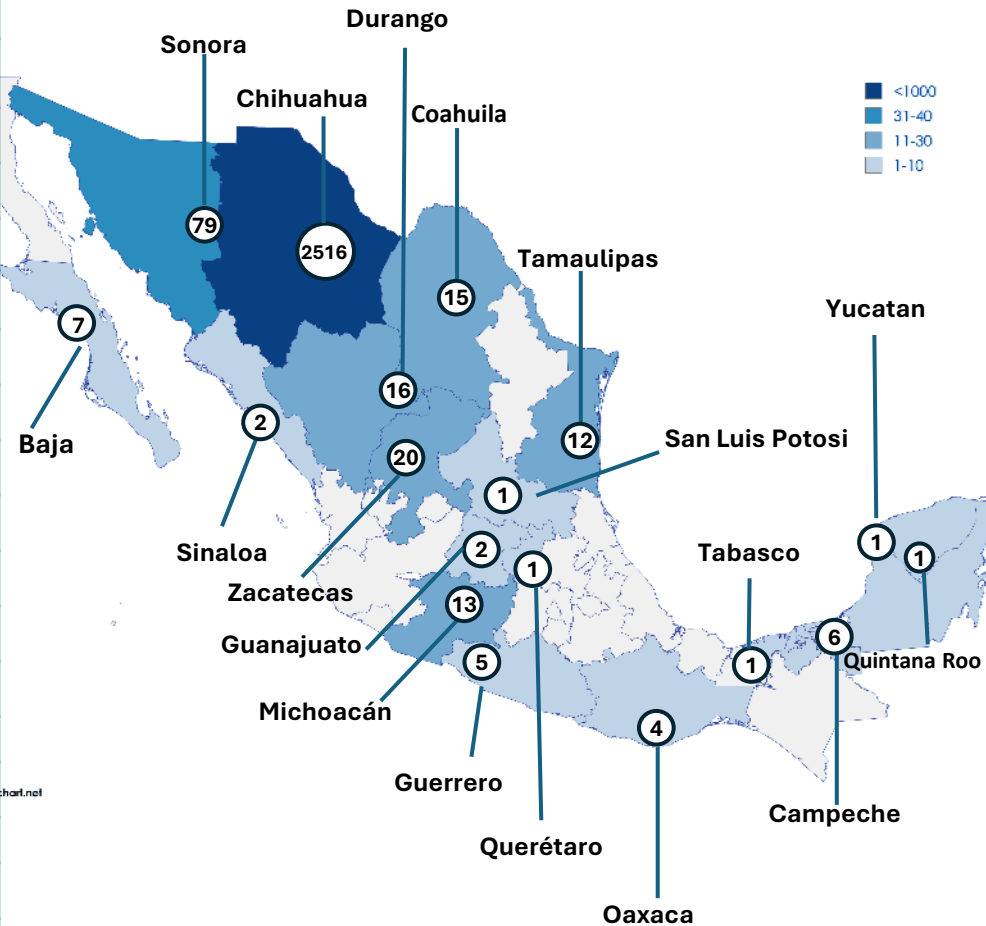 Durango
Sonora
Chihuahua
Coahuila
<1000
31-40
11-30
1-10
79
2516
Tamaulipas
15
Yucatan
7
16
Baja
2
12
San Luis Potosi
20
1
Sinaloa
2
1
Tabasco
1
1
Zacatecas
13
Guanajuato
5
1
6
Quintana Roo
Michoacán
4
Guerrero
chart.net
Campeche
Querétaro
Oaxaca